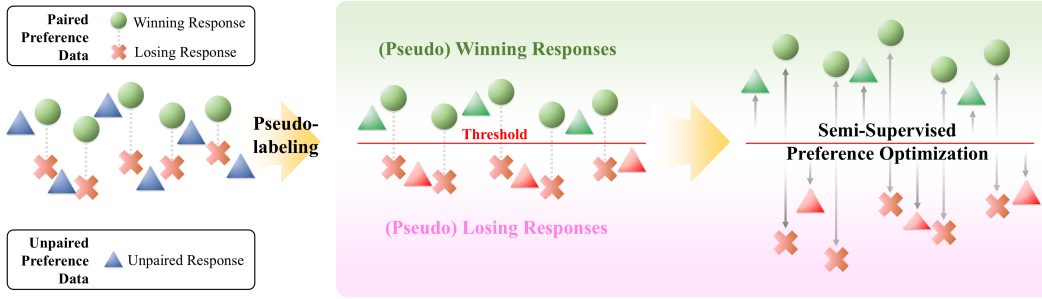 Paired
Preference
Data
Winning Response
Losing Response
Pseudo-
labeling
Unpaired
Preference
Data
Unpaired Response
(Pseudo) Winning Responses
Threshold
(Pseudo) Losing Responses
Semi-Supervised
Preference Optimization